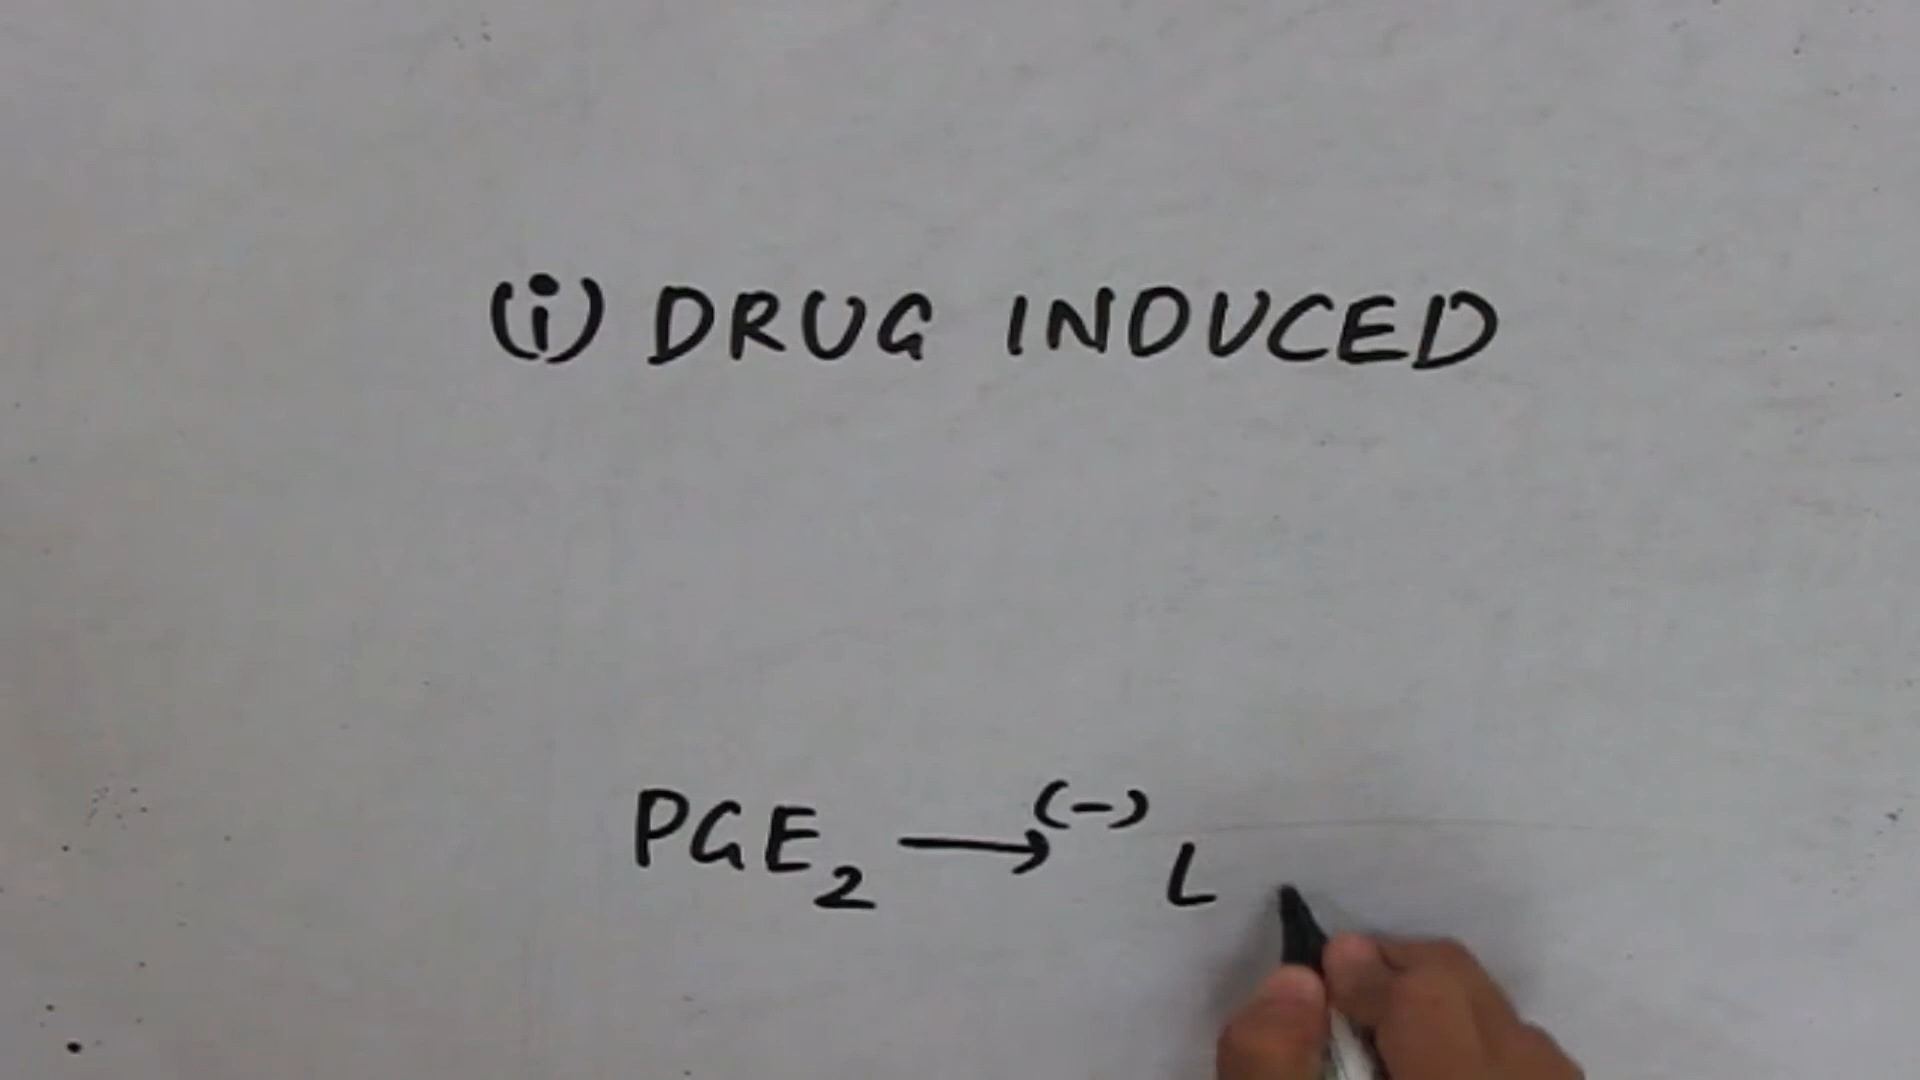 (i) DRUG INDUCED
PGE₂ → (-) L